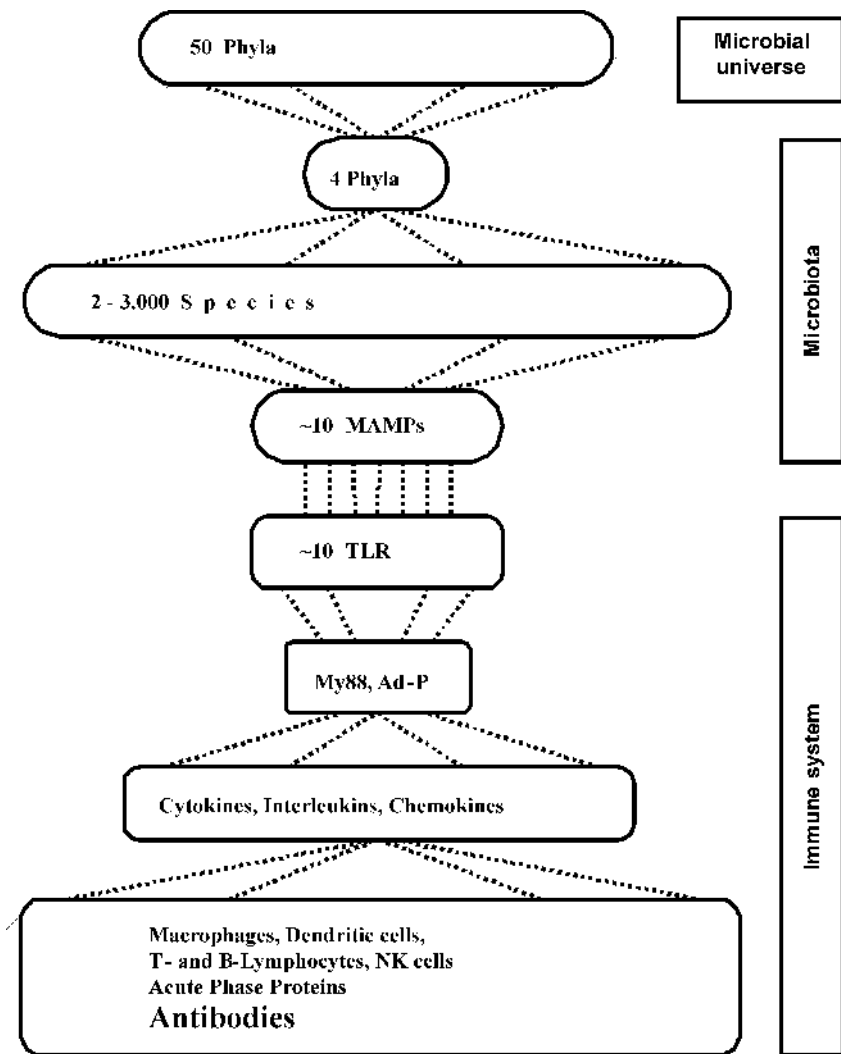 50 Phyla
Microbial
universe
4 Phyla
2 - 3.000 S p e c i e s
~10 MAMPs
Microbiota
~10 TLR
My88, Ad-P
Cytokines, Interleukins, Chemokines
Macrophages, Dendritic cells,
T- and B-Lymphocytes, NK cells
Acute Phase Proteins
Antibodies
Immune system